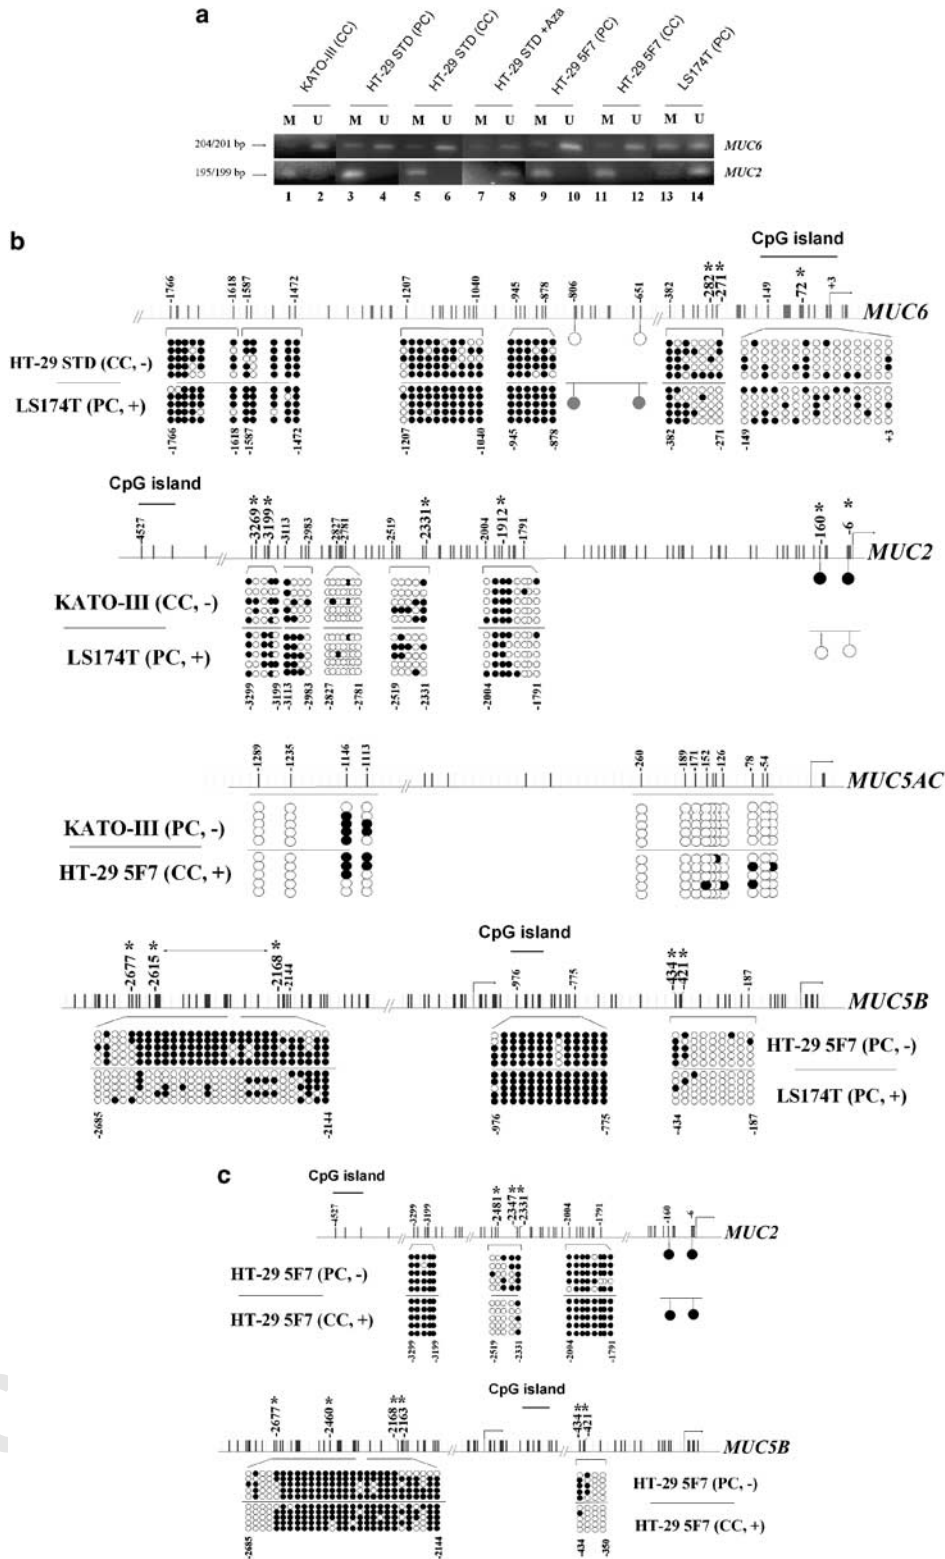 a
KATO-III (CC)
HT-29 STD (PC)
HT-29 STD (CC)
HT-29 STD +Aza
HT-29 5F7 (PC)
HT-29 5F7 (CC)
LS174T (PC)
M U M U M U M U M U M U M U
204/201 bp → MUC6
195/199 bp → MUC2
1 2 3 4 5 6 7 8 9 10 11 12 13 14
b
CpG island
-1766 -1618 -1587 -1472 -1207 -1040 -945 -878 -806 -651 -382 -282* -271* -149 -72* +3
MUC6
HT-29 STD (CC, -)
LS174T (PC, +)
-1766 -1618 -1587 -1472 -1207 -1040 -945 -878 -382 -271 -149 +3
CpG island
-4527 -3269* -3199* -3113 -2983 -2827 -2781 -2519 -2331* -2004 -1912* -1791 -160* -6*
MUC2
KATO-III (CC, -)
LS174T (PC, +)
-3299 -3199 -3113 -2983 -2827 -2781 -2519 -2331 -2004 -1791
-1289 -1235 -1146 -1113 -260 -189 -171 -152 -126 -78 -54
MUC5AC
KATO-III (PC, -)
HT-29 5F7 (CC, +)
CpG island
-2677* -2615* -2168* -2144 -976 -775 -434* -421* -187
MUC5B
HT-29 5F7 (PC, -)
LS174T (PC, +)
-2685 -2144 -976 -775 -434 -187
c
CpG island
-4527 -3299 -3199 -2481* -2347* -2331* -2004 -1791 -160 -6
MUC2
HT-29 5F7 (PC, -)
HT-29 5F7 (CC, +)
-3299 -3199 -2519 -2331 -2004 -1791
CpG island
-2677* -2460* -2168* -2163* -434* -421*
MUC5B
HT-29 5F7 (PC, -)
HT-29 5F7 (CC, +)
-2685 -2144 -434 -350